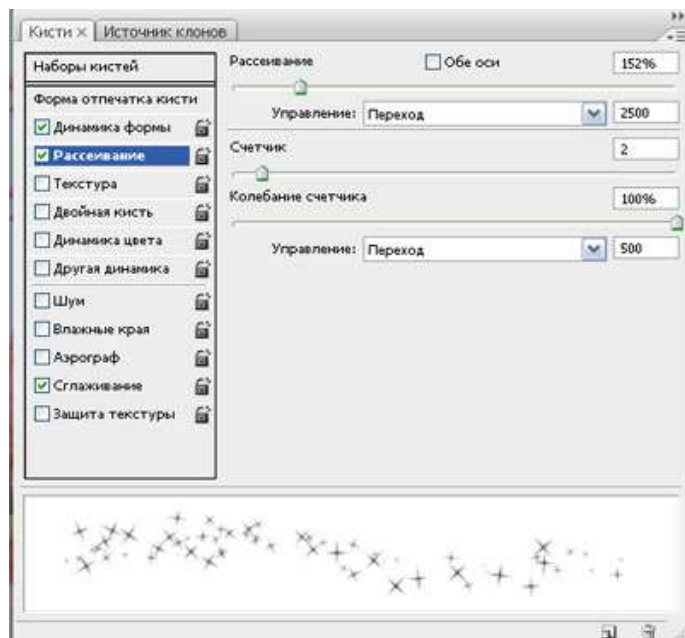 Кисти × Источник клонов
Наборы кистей
Форма отпечатка кисти
Динамика формы
Рассеивание
Текстура
Двойная кисть
Динамика цвета
Другая динамика
Шум
Влажные края
Аэрограф
Сглаживание
Защита текстуры
Рассеивание Обе оси 152%
Управление: Переход 2500
Счетчик 2
Колебание счетчика 100%
Управление: Переход 500